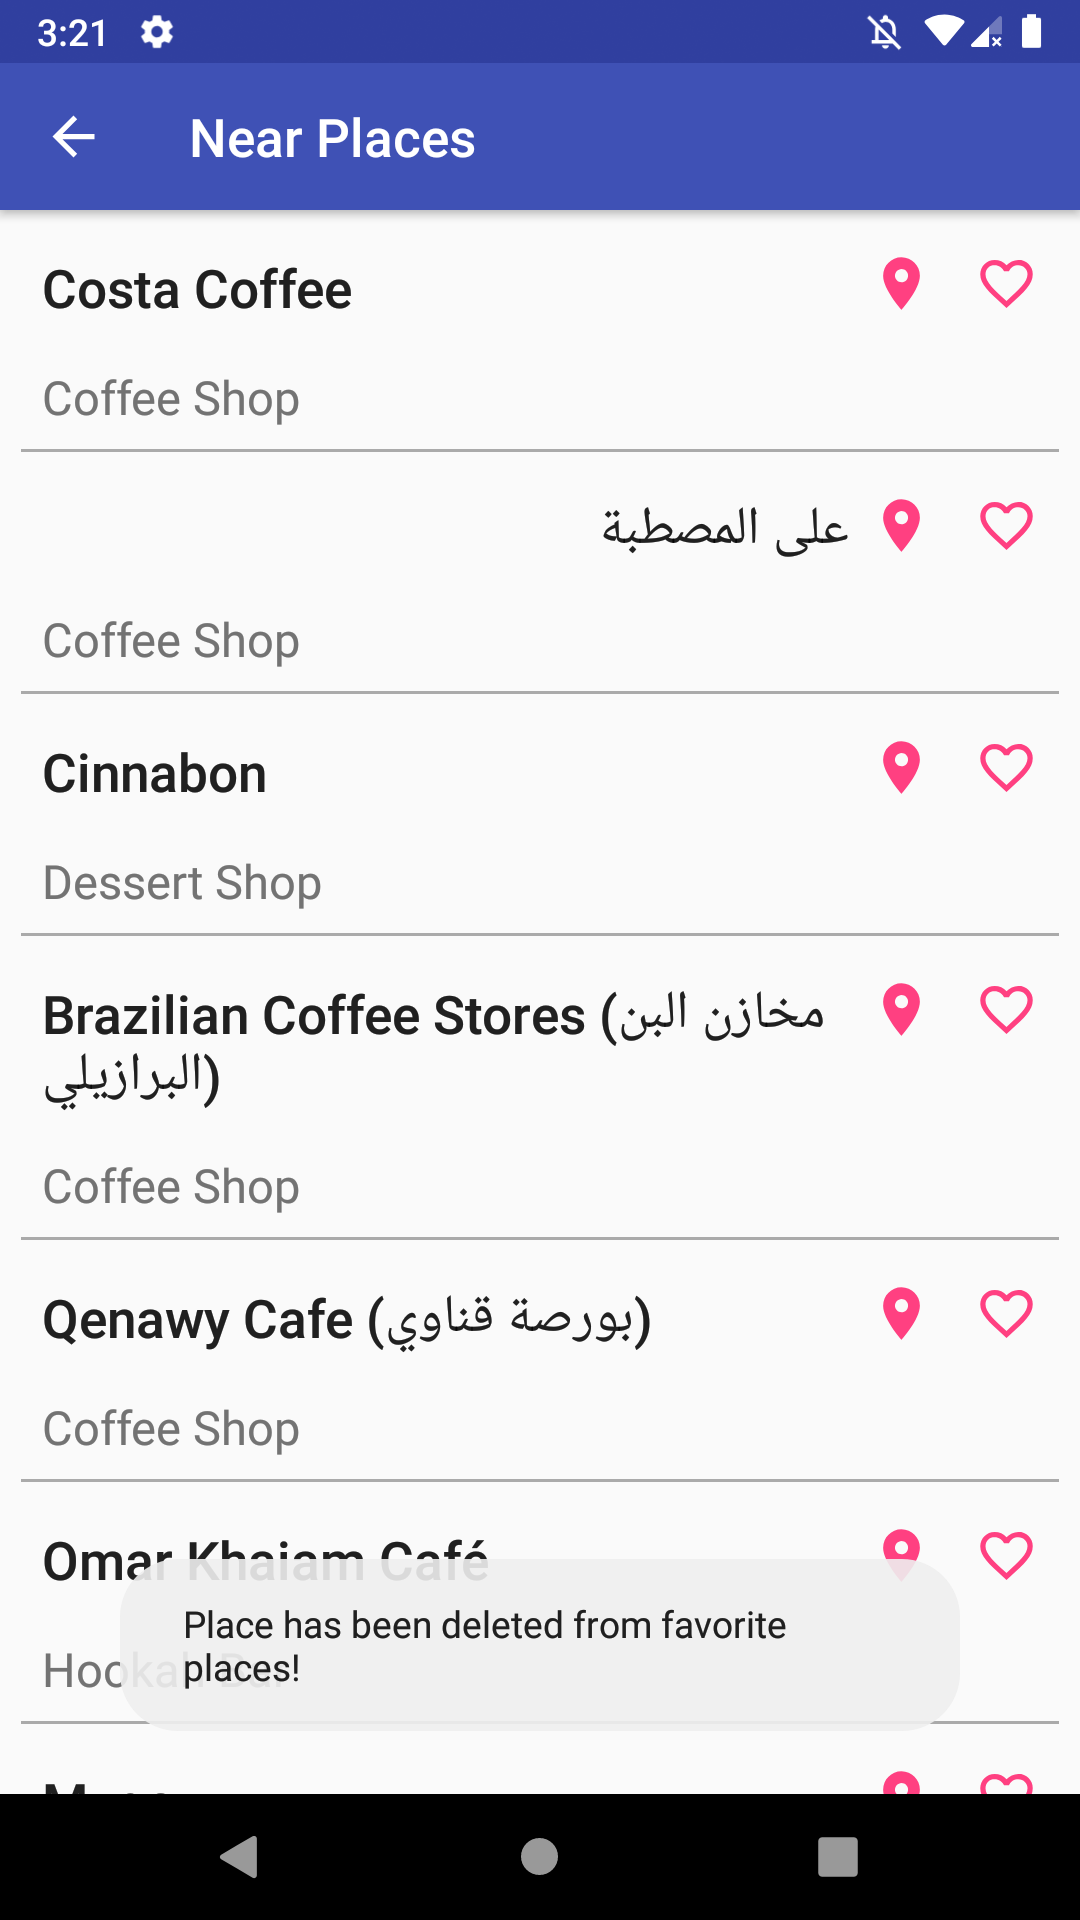 3:21
Near Places
Costa Coffee
Coffee Shop
على المصطبة
Coffee Shop
Cinnabon
Dessert Shop
Brazilian Coffee Stores (مخازن البن
البرازيلي)
Coffee Shop
Qenawy Cafe (بورصة قناوي)
Coffee Shop
Omar Khaiam Café
Hookah Bar
Place has been deleted from favorite
places!